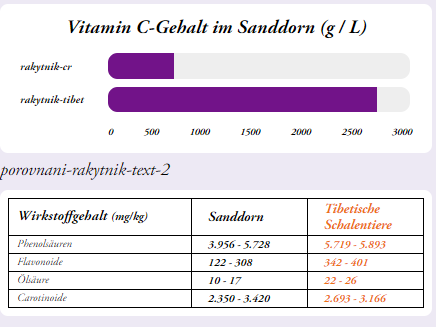 Vitamin C-Gehalt im Sanddorn (g / L)
rakytnik-cr
rakytnik-tibet
0 500 1000 1500 2000 2500 3000
porovnani-rakytnik-text-2
Wirkstoffgehalt (mg/kg) Sanddorn Tibetische Schalentiere
Phenolsäuren 3.956 - 5.728 5.719 - 5.893
Flavonoide 122 - 308 342 - 401
Ölsäure 10 - 17 22 - 26
Carotinoide 2.350 - 3.420 2.693 - 3.166